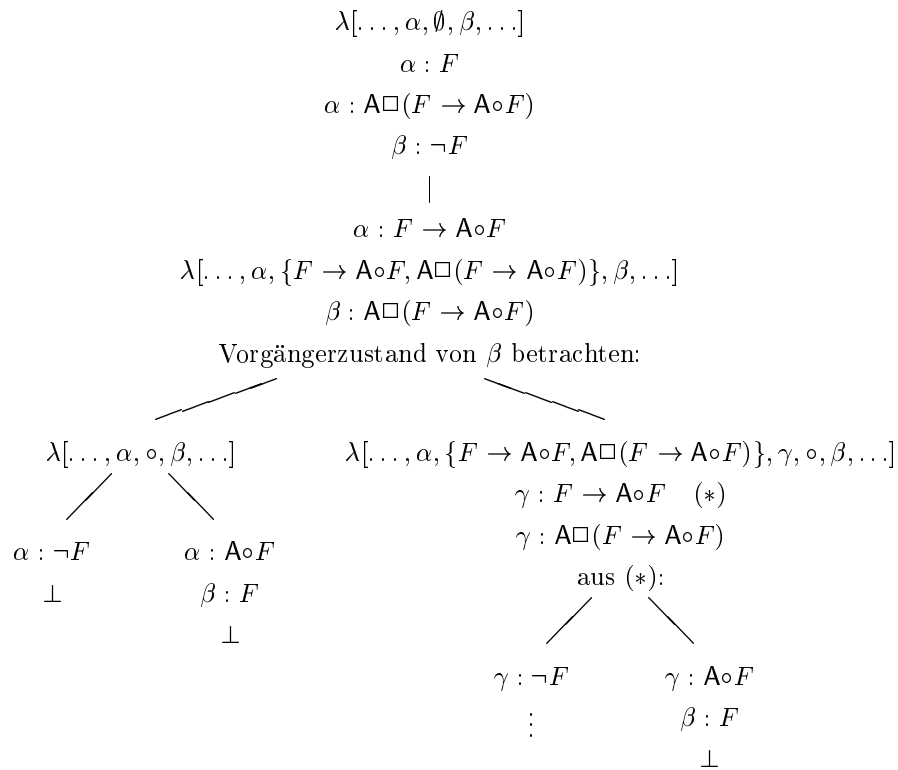 λ[…, α, ∅, β, …]
α : F
α : A□(F → A∘F)
β : ¬F
α : F → A∘F
λ[…, α, {F → A∘F, A□(F → A∘F)}, β, …]
β : A□(F → A∘F)
Vorgängerzustand von β betrachten:
λ[…, α, ∘, β, …]
α : ¬F
⊥
α : A∘F
β : F
⊥
λ[…, α, {F → A∘F, A□(F → A∘F)}, γ, ∘, β, …]
γ : F → A∘F (∗)
γ : A□(F → A∘F)
aus (∗):
γ : ¬F
⋮
γ : A∘F
β : F
⊥